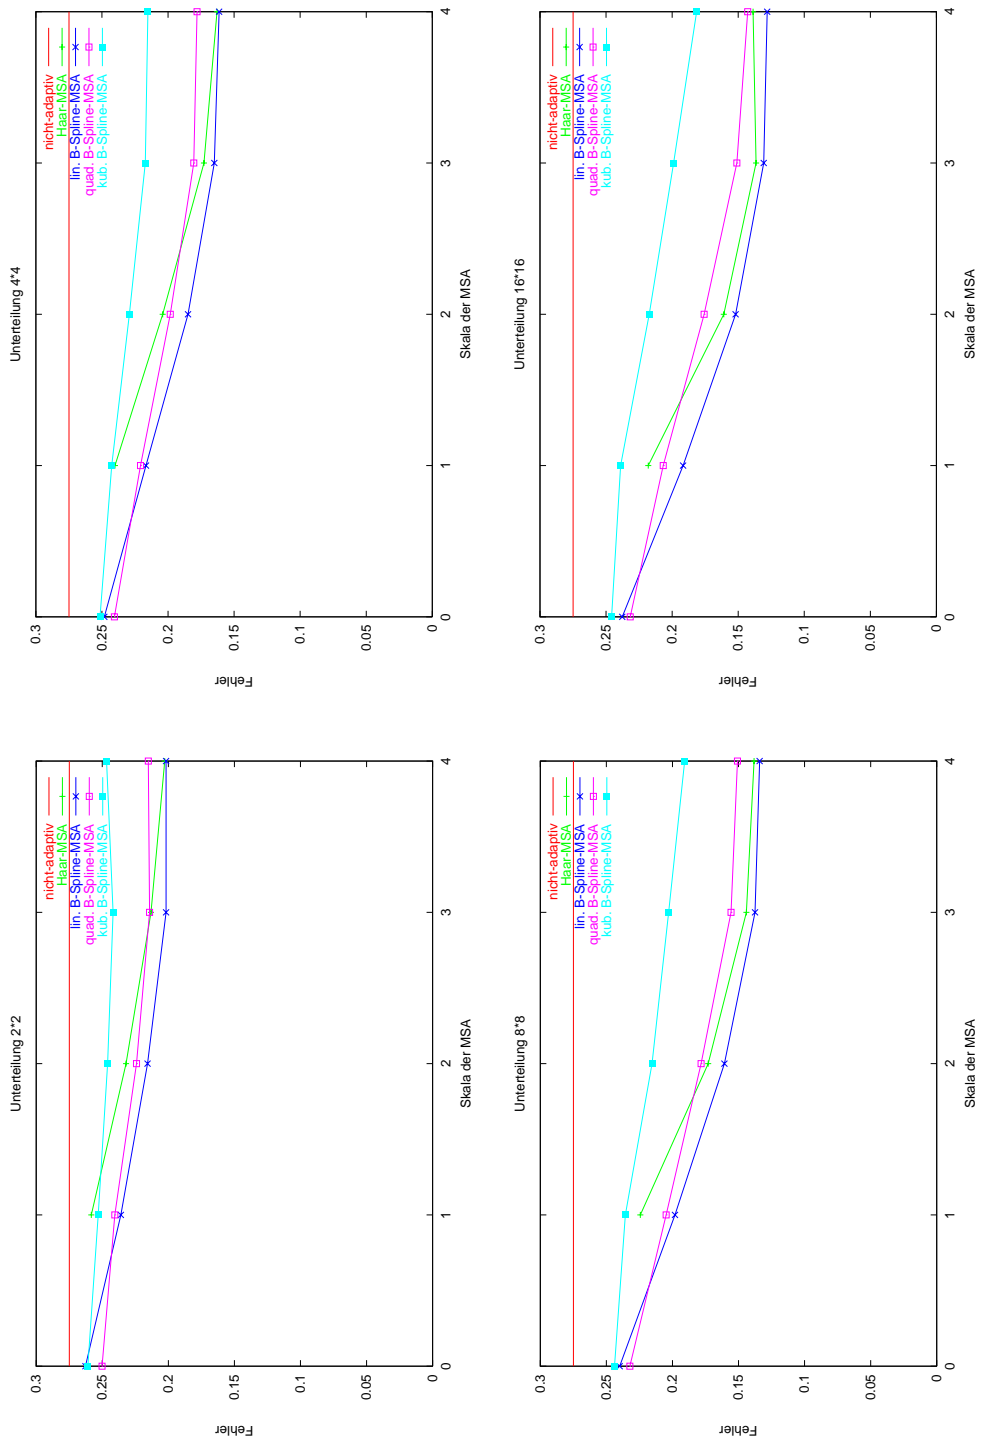 Unterteilung 2*2
nicht-adaptiv
Haar-MSA
lin. B-Spline-MSA
quad. B-Spline-MSA
kub. B-Spline-MSA
Fehler
0.3
0.25
0.2
0.15
0.1
0.05
0
0
1
2
3
4
Skala der MSA
Unterteilung 4*4
nicht-adaptiv
Haar-MSA
lin. B-Spline-MSA
quad. B-Spline-MSA
kub. B-Spline-MSA
Fehler
0.3
0.25
0.2
0.15
0.1
0.05
0
0
1
2
3
4
Skala der MSA
Unterteilung 8*8
nicht-adaptiv
Haar-MSA
lin. B-Spline-MSA
quad. B-Spline-MSA
kub. B-Spline-MSA
Fehler
0.3
0.25
0.2
0.15
0.1
0.05
0
0
1
2
3
4
Skala der MSA
Unterteilung 16*16
nicht-adaptiv
Haar-MSA
lin. B-Spline-MSA
quad. B-Spline-MSA
kub. B-Spline-MSA
Fehler
0.3
0.25
0.2
0.15
0.1
0.05
0
0
1
2
3
4
Skala der MSA